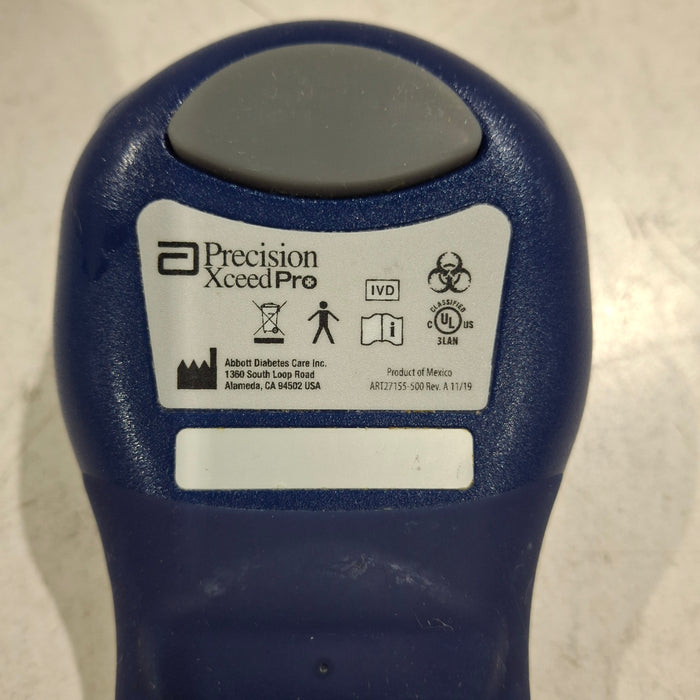 Precision
XceedPro
IVD
i
CLASSIFIED
C UL US
3LAN
Abbott Diabetes Care Inc.
1360 South Loop Road
Alameda, CA 94502 USA
Product of Mexico
ART27155-500 Rev. A 11/19